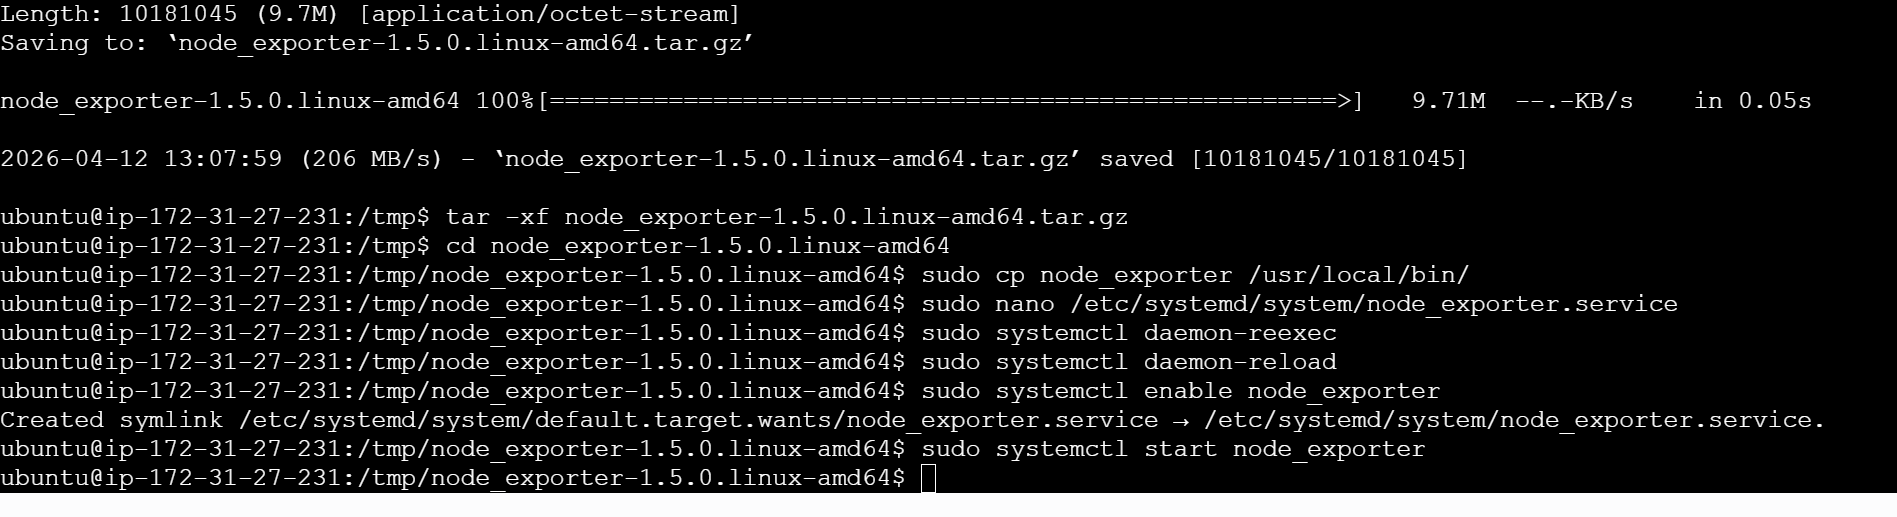 Length: 10181045 (9.7M) [application/octet-stream]
Saving to: ‘node_exporter-1.5.0.linux-amd64.tar.gz’
node_exporter-1.5.0.linux-amd64 100%[=====================================================>]   9.71M  --.-KB/s    in 0.05s
2026-04-12 13:07:59 (206 MB/s) - ‘node_exporter-1.5.0.linux-amd64.tar.gz’ saved [10181045/10181045]
ubuntu@ip-172-31-27-231:/tmp$ tar -xf node_exporter-1.5.0.linux-amd64.tar.gz
ubuntu@ip-172-31-27-231:/tmp$ cd node_exporter-1.5.0.linux-amd64
ubuntu@ip-172-31-27-231:/tmp/node_exporter-1.5.0.linux-amd64$ sudo cp node_exporter /usr/local/bin/
ubuntu@ip-172-31-27-231:/tmp/node_exporter-1.5.0.linux-amd64$ sudo nano /etc/systemd/system/node_exporter.service
ubuntu@ip-172-31-27-231:/tmp/node_exporter-1.5.0.linux-amd64$ sudo systemctl daemon-reexec
ubuntu@ip-172-31-27-231:/tmp/node_exporter-1.5.0.linux-amd64$ sudo systemctl daemon-reload
ubuntu@ip-172-31-27-231:/tmp/node_exporter-1.5.0.linux-amd64$ sudo systemctl enable node_exporter
Created symlink /etc/systemd/system/default.target.wants/node_exporter.service → /etc/systemd/system/node_exporter.service.
ubuntu@ip-172-31-27-231:/tmp/node_exporter-1.5.0.linux-amd64$ sudo systemctl start node_exporter
ubuntu@ip-172-31-27-231:/tmp/node_exporter-1.5.0.linux-amd64$